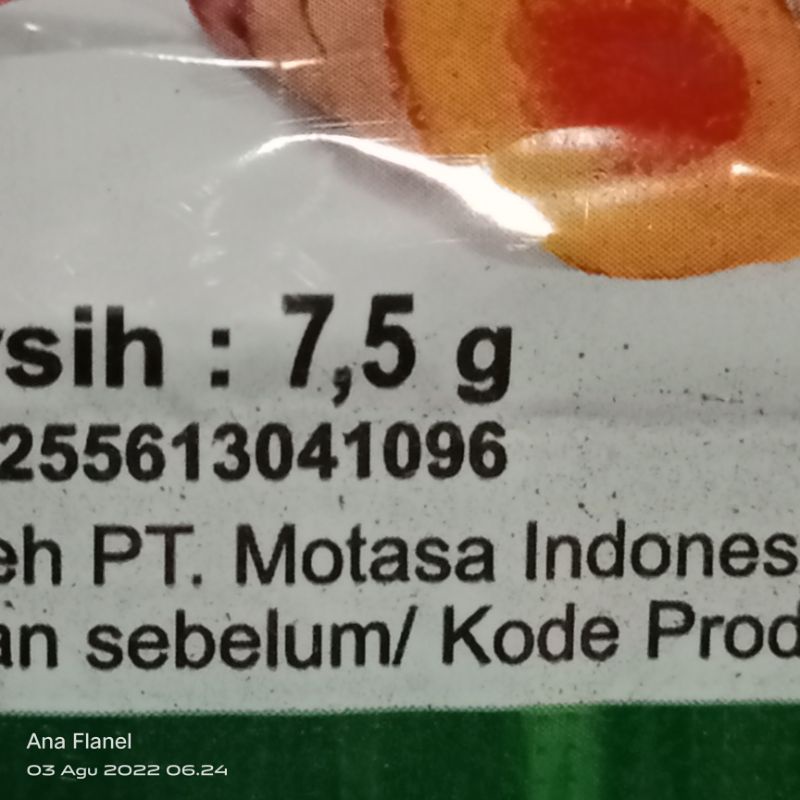 rsih : 7,5 g
255613041096
eh PT. Motasa Indones
an sebelum/ Kode Prod
Ana Flanel
03 Agu 2022 06.24